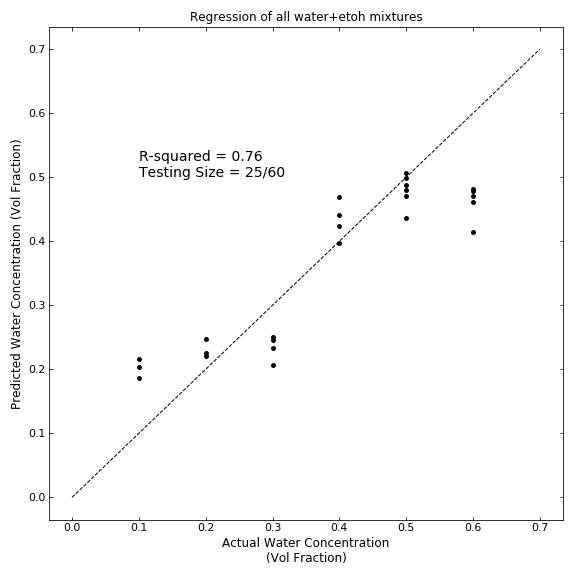 Regression of all water+etoh mixtures
0.7
0.6
0.5
0.4
0.3
0.2
0.1
0.0
Predicted Water Concentration (Vol Fraction)
R-squared = 0.76
Testing Size = 25/60
0.0 0.1 0.2 0.3 0.4 0.5 0.6 0.7
Actual Water Concentration
(Vol Fraction)